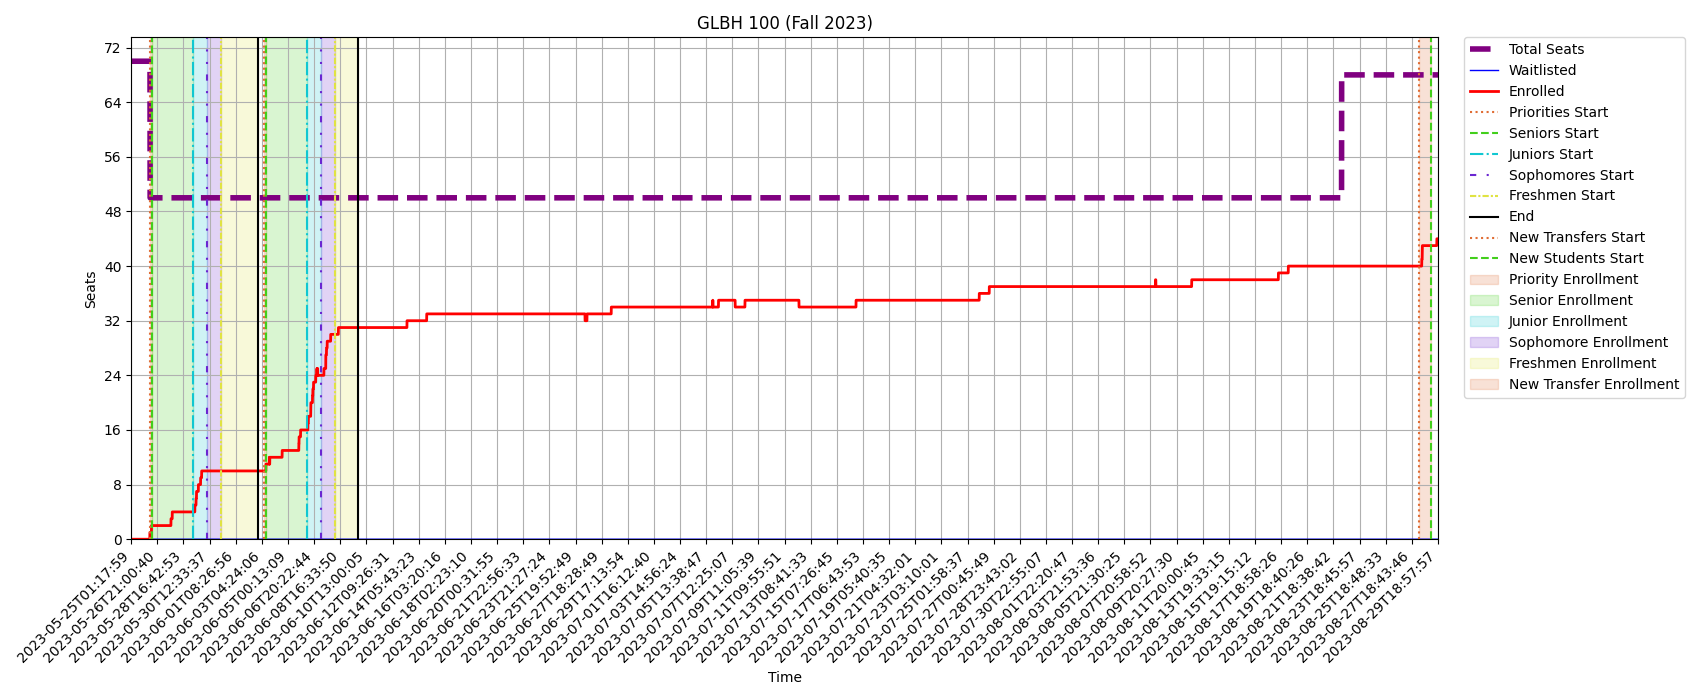 GLBH 100 (Fall 2023)
72
64
56
48
40
32
24
16
8
0
Seats
2023-05-25T01:17:59
2023-05-26T21:00:40
2023-05-28T16:42:53
2023-05-30T12:33:37
2023-06-01T08:26:56
2023-06-03T04:24:06
2023-06-05T00:13:09
2023-06-06T20:22:44
2023-06-08T16:33:50
2023-06-10T13:00:05
2023-06-12T09:26:31
2023-06-14T05:43:23
2023-06-16T03:20:16
2023-06-18T02:23:10
2023-06-20T00:31:55
2023-06-21T22:56:33
2023-06-23T21:27:24
2023-06-25T19:52:49
2023-06-27T18:28:49
2023-06-29T17:13:54
2023-07-01T16:12:40
2023-07-03T14:56:24
2023-07-05T13:38:47
2023-07-07T12:25:07
2023-07-09T11:05:39
2023-07-11T09:55:51
2023-07-13T08:41:33
2023-07-15T07:26:45
2023-07-17T06:43:53
2023-07-19T05:40:35
2023-07-21T04:32:01
2023-07-23T03:10:01
2023-07-25T01:58:37
2023-07-27T00:45:49
2023-07-28T23:43:02
2023-07-30T22:55:07
2023-08-01T22:20:47
2023-08-03T21:53:36
2023-08-05T21:30:25
2023-08-07T20:58:52
2023-08-09T20:27:30
2023-08-11T20:00:45
2023-08-13T19:33:15
2023-08-15T19:15:12
2023-08-17T18:58:26
2023-08-19T18:40:26
2023-08-21T18:38:42
2023-08-23T18:45:57
2023-08-25T18:48:33
2023-08-27T18:43:46
2023-08-29T18:57:57
Time
Total Seats
Waitlisted
Enrolled
Priorities Start
Seniors Start
Juniors Start
Sophomores Start
Freshmen Start
End
New Transfers Start
New Students Start
Priority Enrollment
Senior Enrollment
Junior Enrollment
Sophomore Enrollment
Freshmen Enrollment
New Transfer Enrollment